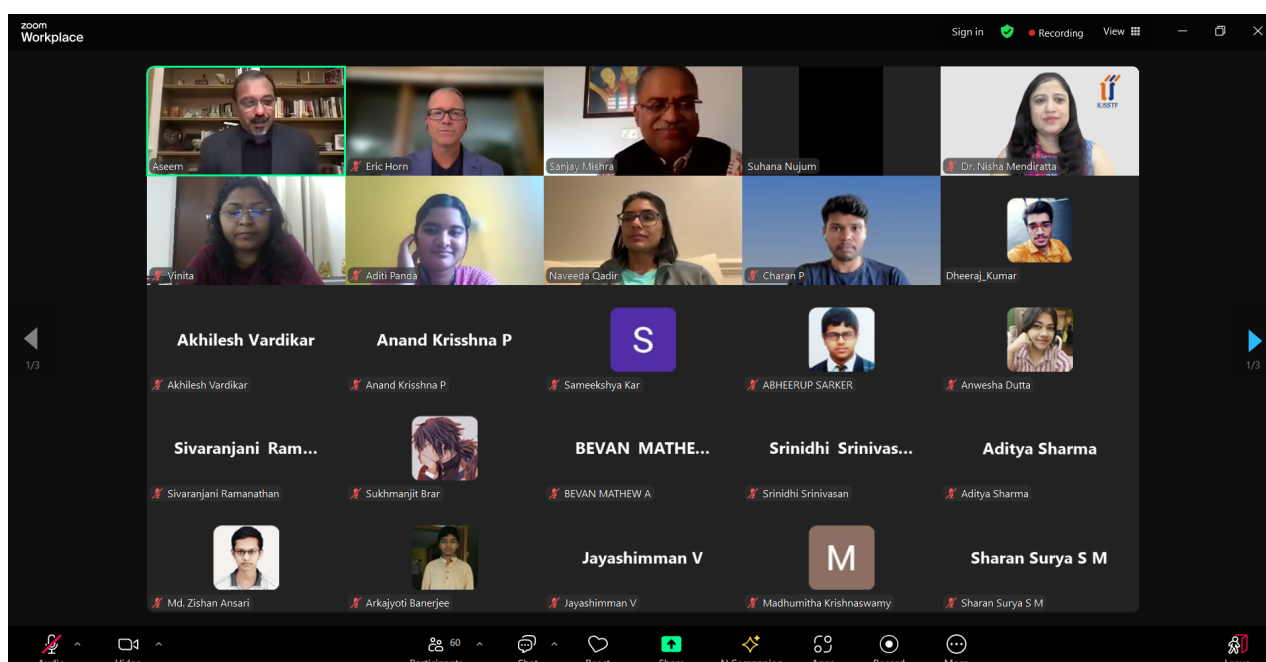 zoom
Workplace
Sign in
Recording
View
IUSSTF
Aseem
Eric Horn
Sanjay Mishra
Suhana Nujum
Dr. Nisha Mendiratta
Vinita
Aditi Panda
Naveeda Qadir
Charan P
Dheeraj_Kumar
1/3
1/3
Akhilesh Vardikar
Anand Krisshna P
S
Akhilesh Vardikar
Anand Krisshna P
Sameekshya Kar
ABHEERUP SARKER
Anwesha Dutta
Sivaranjani Ram...
BEVAN MATHE...
Srinidhi Srinivas...
Aditya Sharma
Sivaranjani Ramanathan
Sukhmanjit Brar
BEVAN MATHEW A
Srinidhi Srinivasan
Aditya Sharma
Jayashimman V
M
Sharan Surya S M
Md. Zishan Ansari
Arkajyoti Banerjee
Jayashimman V
Madhumitha Krishnaswamy
Sharan Surya S M
60